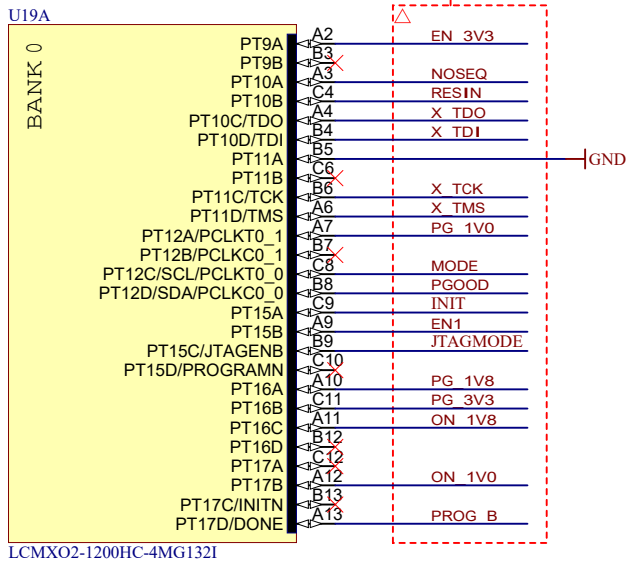 U19A
BANK 0
PT9A A2 EN_3V3
PT9B B3
PT10A A3 NOSEQ
PT10B C4 RESIN
PT10C/TDO A4 X_TDO
PT10D/TDI B4 X_TDI
PT11A B5 GND
PT11B C6
PT11C/TCK B6 X_TCK
PT11D/TMS A6 X_TMS
PT12A/PCLKT0_1 A7 PG_1V0
PT12B/PCLKC0_1 B7
PT12C/SCL/PCLKT0_0 C8 MODE
PT12D/SDA/PCLKC0_0 B8 PGOOD
PT15A C9 INIT
PT15B A9 EN1
PT15C/JTAGENB B9 JTAGMODE
PT15D/PROGRAMN C10
PT16A A10 PG_1V8
PT16B C11 PG_3V3
PT16C A11 ON_1V8
PT16D B12
PT17A C12
PT17B A12 ON_1V0
PT17C/INITN B13
PT17D/DONE A13 PROG_B
LCMXO2-1200HC-4MG132I